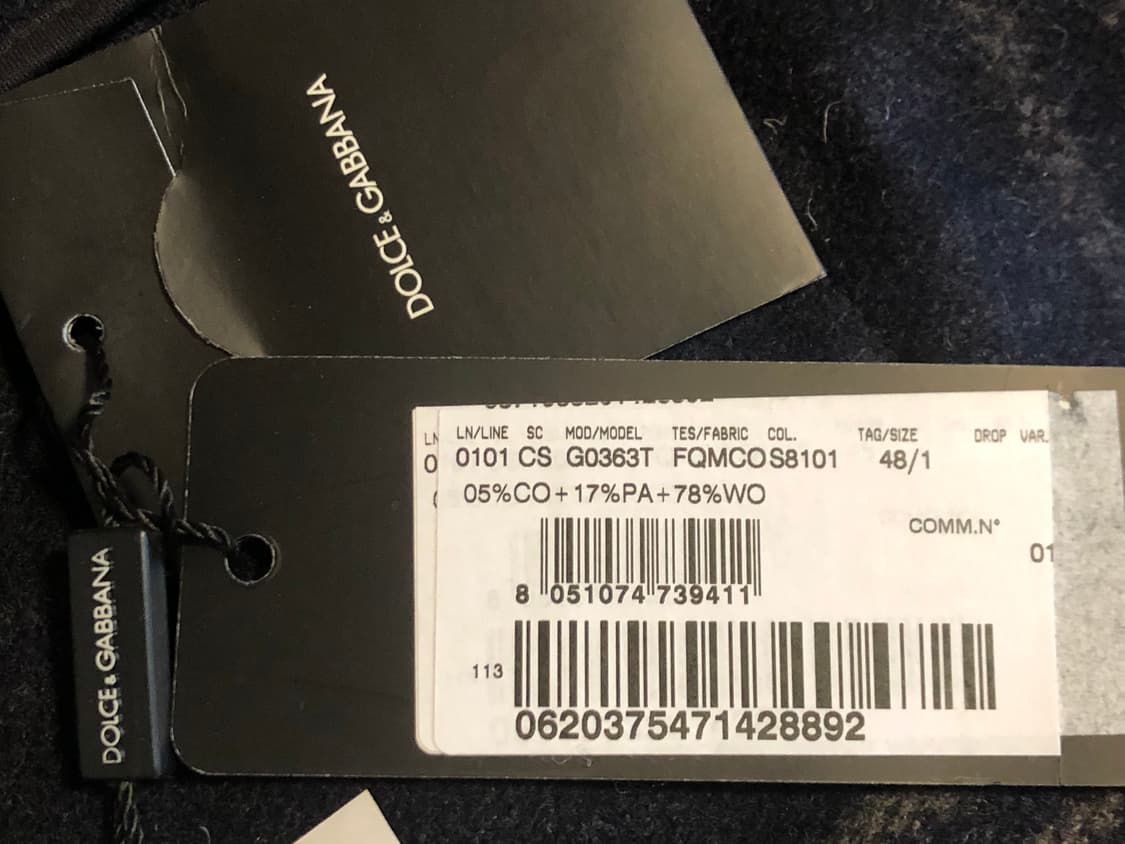 DOLCE & GABBANA
LN/LINE SC MOD/MODEL TES/FABRIC COL. TAG/SIZE DROP VAR.
0101 CS G0363T FQMCO S8101 48/1
05%CO+17%PA+78%WO
COMM.N°
01
8 051074 739411
113
0620375471428892
DOLCE & GABBANA